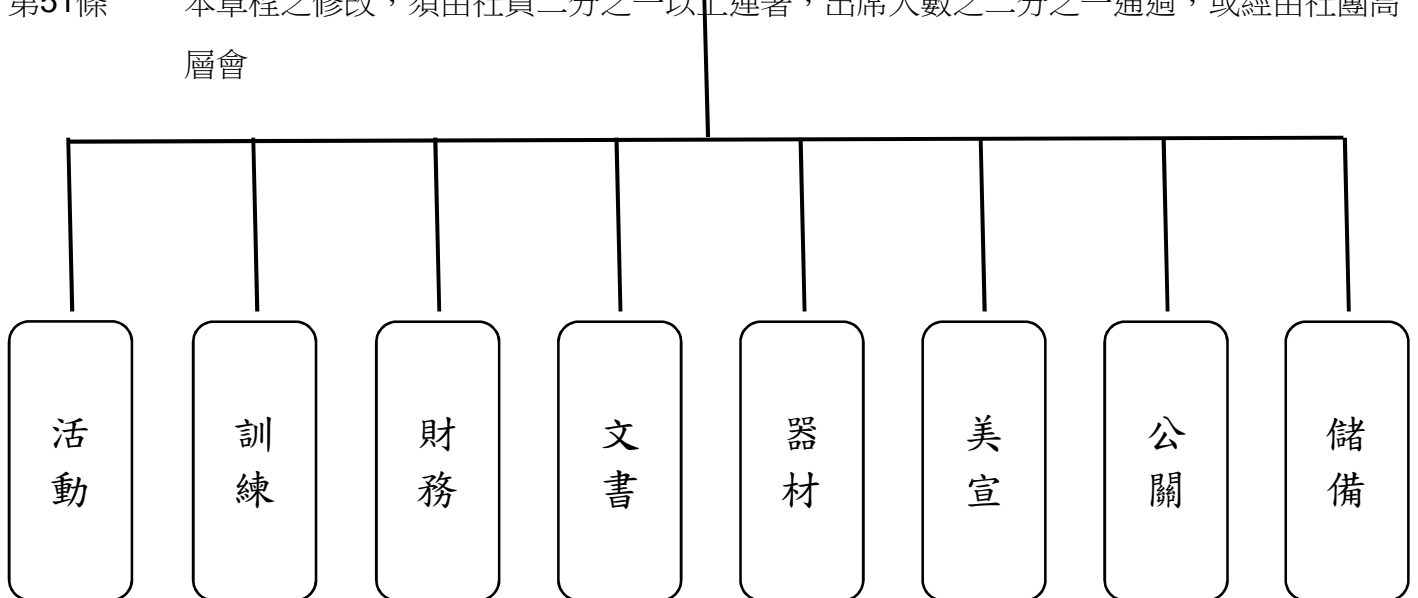 第51條 本章程之修改，須由社員二分之一以上連署，出席人數之二分之一通過，或經由社團高
層會
活動
訓練
財務
文書
器材
美宣
公關
儲備